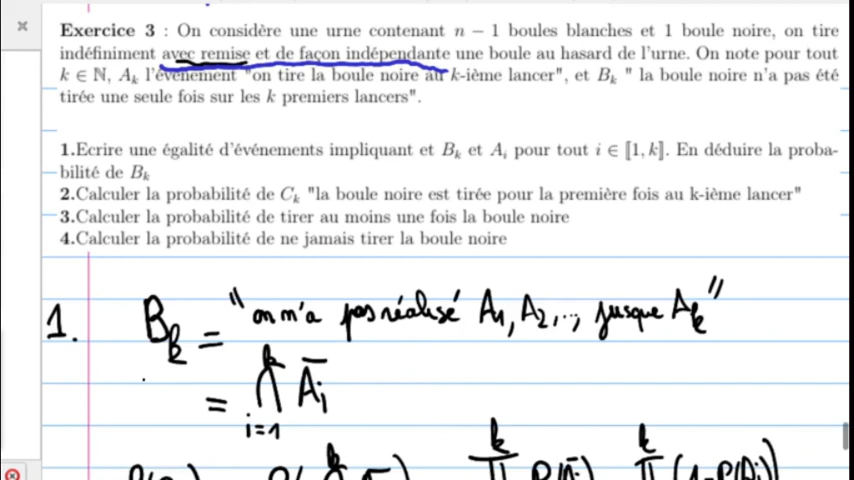 Exercice 3 : On considère une urne contenant n − 1 boules blanches et 1 boule noire, on tire
indéfiniment avec remise et de façon indépendante une boule au hasard de l'urne. On note pour tout
k ∈ ℕ, A_k l'évènement "on tire la boule noire au k-ième lancer", et B_k " la boule noire n'a pas été
tirée une seule fois sur les k premiers lancers".
1.Ecrire une égalité d'événements impliquant et B_k et A_i pour tout i ∈ ⟦1, k⟧. En déduire la proba-
bilité de B_k
2.Calculer la probabilité de C_k "la boule noire est tirée pour la première fois au k-ième lancer"
3.Calculer la probabilité de tirer au moins une fois la boule noire
4.Calculer la probabilité de ne jamais tirer la boule noire
1. B_k = "on n'a pas réalisé A_1, A_2, ..., jusque A_k"
= ⋂_{i=1}^{k} Ā_i